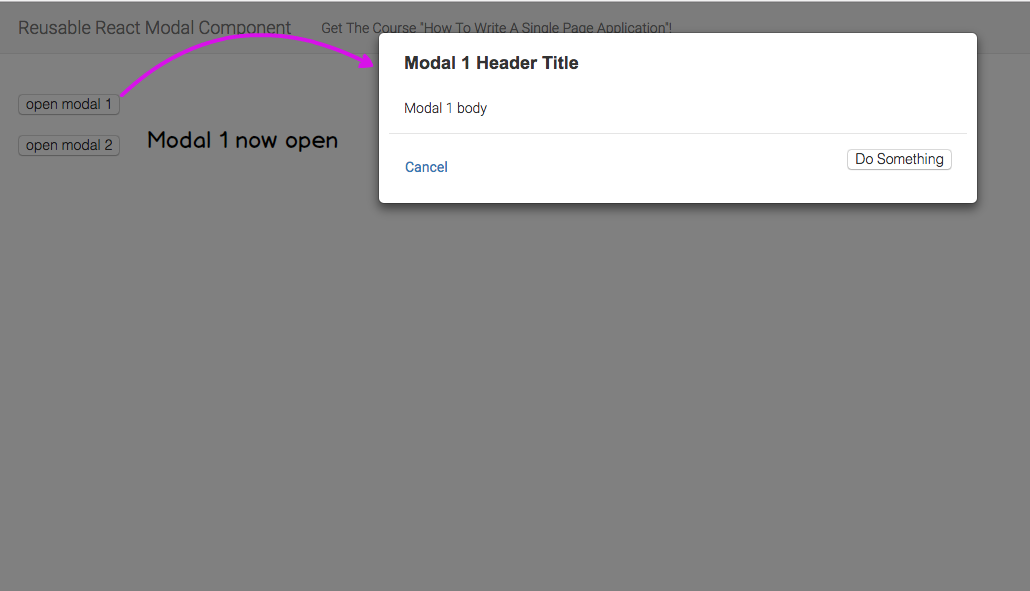 Reusable React Modal Component
Get The Course "How To Write A Single Page Application"!
Modal 1 Header Title
open modal 1
Modal 1 body
open modal 2
Modal 1 now open
Cancel
Do Something